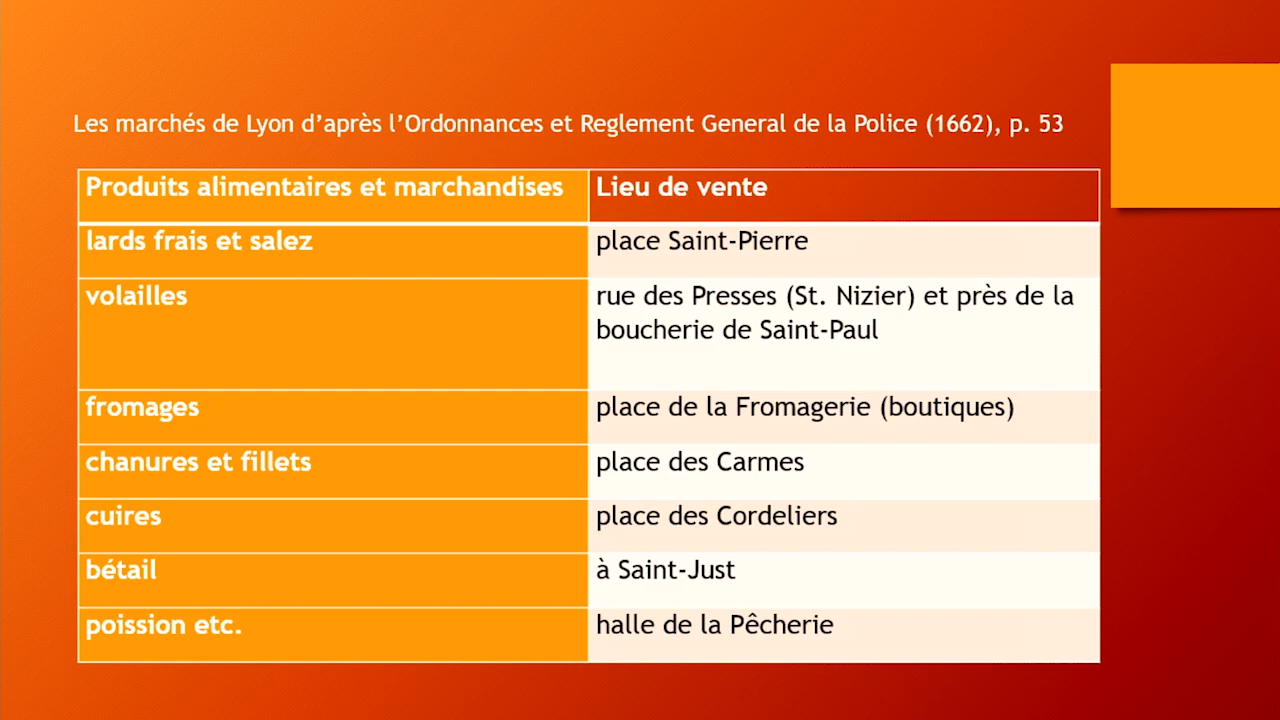 Les marchés de Lyon d’après l’Ordonnances et Reglement General de la Police (1662), p. 53
Produits alimentaires et marchandises
Lieu de vente
lards frais et salez
place Saint-Pierre
volailles
rue des Presses (St. Nizier) et près de la
boucherie de Saint-Paul
fromages
place de la Fromagerie (boutiques)
chanures et fillets
place des Carmes
cuires
place des Cordeliers
bétail
à Saint-Just
poission etc.
halle de la Pêcherie